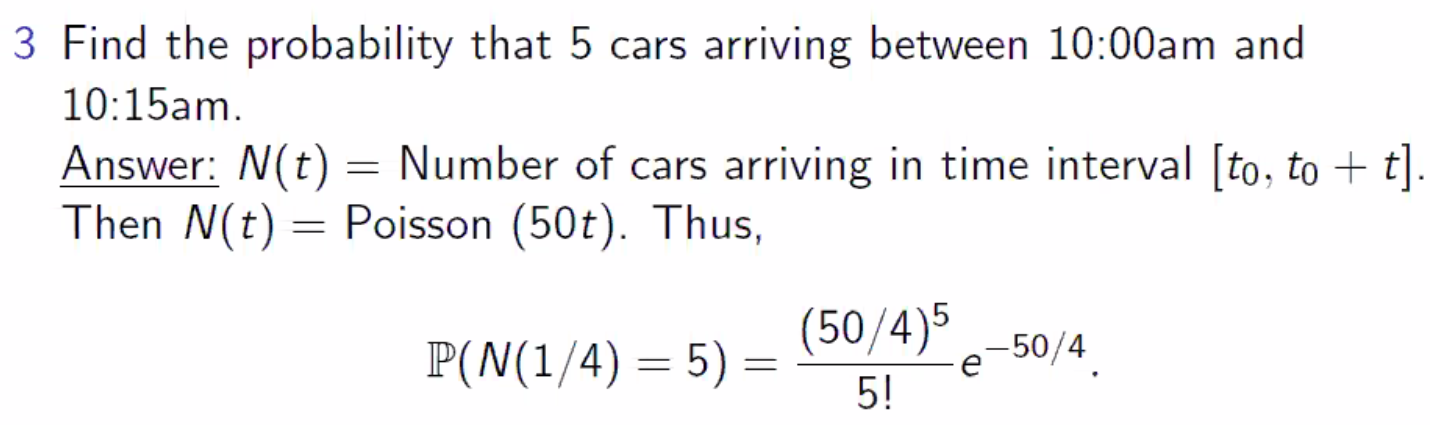 3 Find the probability that 5 cars arriving between 10:00am and
10:15am.
Answer: N(t) = Number of cars arriving in time interval [t₀, t₀ + t].
Then N(t) = Poisson (50t). Thus,
ℙ(N(1/4) = 5) = (50/4)⁵ / 5! e^{−50/4}.